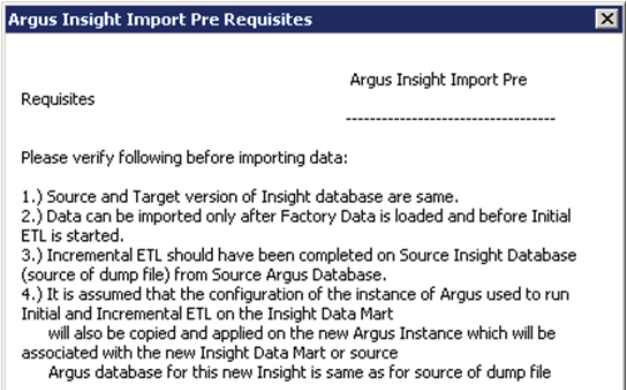 Argus Insight Import Pre Requisites
Argus Insight Import Pre
Requisites
-----------------------------------
Please verify following before importing data:
1.) Source and Target version of Insight database are same.
2.) Data can be imported only after Factory Data is loaded and before Initial
ETL is started.
3.) Incremental ETL should have been completed on Source Insight Database
(source of dump file) from Source Argus Database.
4.) It is assumed that the configuration of the instance of Argus used to run
Initial and Incremental ETL on the Insight Data Mart
will also be copied and applied on the new Argus Instance which will be
associated with the new Insight Data Mart or source
Argus database for this new Insight is same as for source of dump file